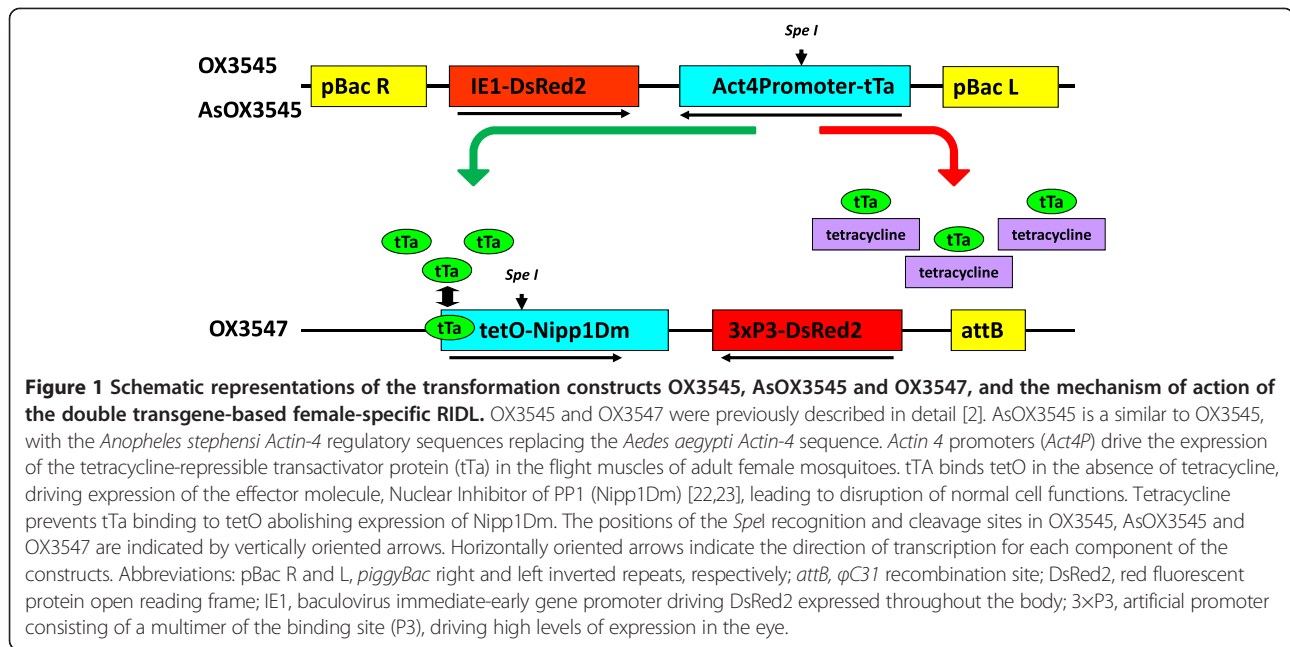 Spe I
OX3545
AsOX3545
pBac R
IE1-DsRed2
Act4Promoter-tTa
pBac L
tTa
tTa
tTa
tTa
tTa
tTa
tetracycline
tetracycline
tetracycline
Spe I
OX3547
tTa
tetO-Nipp1Dm
3xP3-DsRed2
attB
Figure 1 Schematic representations of the transformation constructs OX3545, AsOX3545 and OX3547, and the mechanism of action of
the double transgene-based female-specific RIDL. OX3545 and OX3547 were previously described in detail [2]. AsOX3545 is a similar to OX3545,
with the Anopheles stephensi Actin-4 regulatory sequences replacing the Aedes aegypti Actin-4 sequence. Actin 4 promoters (Act4P) drive the expression
of the tetracycline-repressible transactivator protein (tTa) in the flight muscles of adult female mosquitoes. tTA binds tetO in the absence of tetracycline,
driving expression of the effector molecule, Nuclear Inhibitor of PP1 (Nipp1Dm) [22,23], leading to disruption of normal cell functions. Tetracycline
prevents tTa binding to tetO abolishing expression of Nipp1Dm. The positions of the SpeI recognition and cleavage sites in OX3545, AsOX3545 and
OX3547 are indicated by vertically oriented arrows. Horizontally oriented arrows indicate the direction of transcription for each component of the
constructs. Abbreviations: pBac R and L, piggyBac right and left inverted repeats, respectively; attB, φC31 recombination site; DsRed2, red fluorescent
protein open reading frame; IE1, baculovirus immediate-early gene promoter driving DsRed2 expressed throughout the body; 3×P3, artificial promoter
consisting of a multimer of the binding site (P3), driving high levels of expression in the eye.